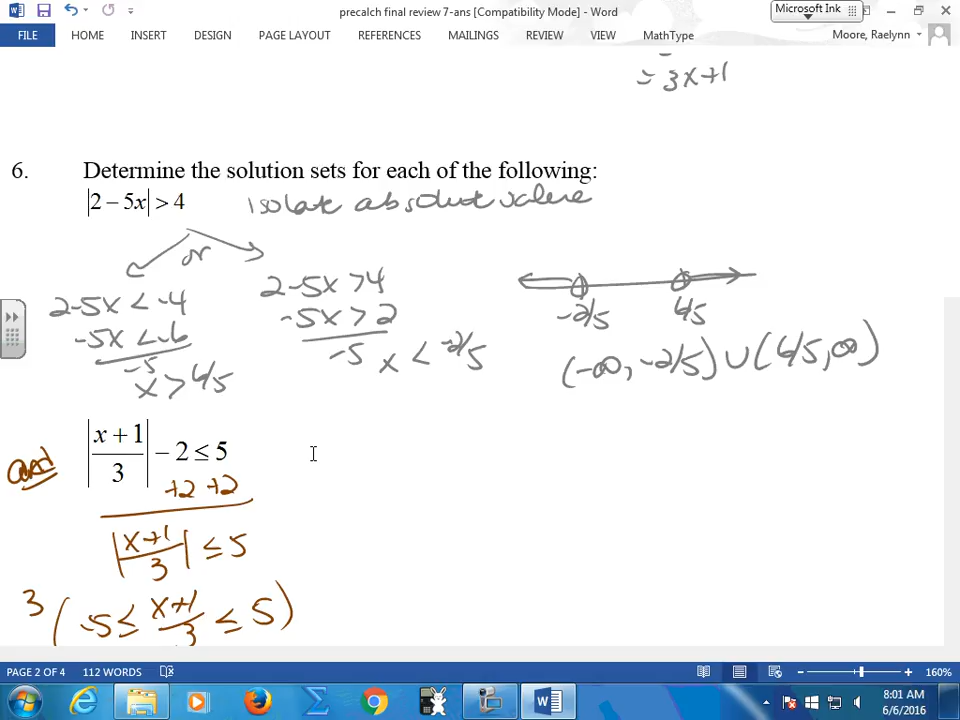 precalch final review 7-ans [Compatibility Mode] - Word
Microsoft Ink
FILE HOME INSERT DESIGN PAGE LAYOUT REFERENCES MAILINGS REVIEW VIEW MathType Moore, Raelynn
= 3x+1
6. Determine the solution sets for each of the following:
|2 − 5x| > 4 isolate absolute value
or
2-5x < -4 2-5x >4
-5x < -6 -5x > 2
-5 -5
x > 6/5 x < -2/5
-2/5 6/5
(-∞, -2/5) ∪ (6/5, ∞)
|x + 1 / 3| − 2 ≤ 5
and +2 +2
|x+1 / 3| ≤ 5
3 (-5 ≤ x+1 / 3 ≤ 5)
PAGE 2 OF 4 112 WORDS 160%
8:01 AM
6/6/2016